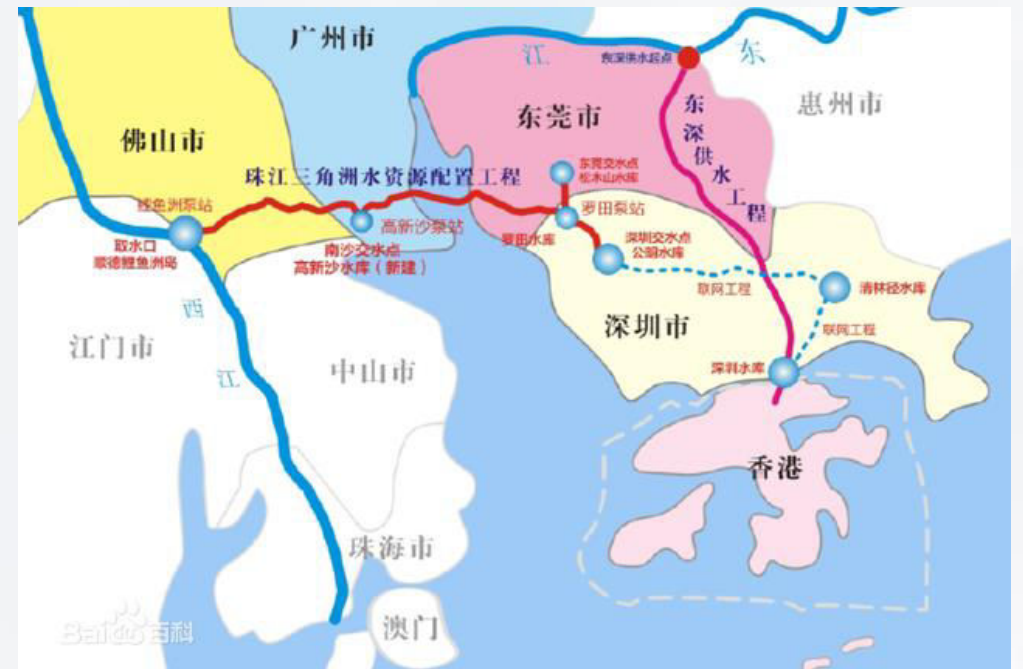 广州市
江
东深供水起点
东
惠州市
东莞市
东深供水工程
佛山市
东莞交水点
松木山水库
珠江三角洲水资源配置工程
鲤鱼洲泵站
罗田泵站
高新沙泵站
罗田水库
深圳交水点
公明水库
取水口
顺德鲤鱼洲岛
南沙交水点
高新沙水库(新建)
联网工程
清林径水库
西
江
深圳市
联网工程
江门市
中山市
深圳水库
香港
珠海市
澳门
Baidu百科